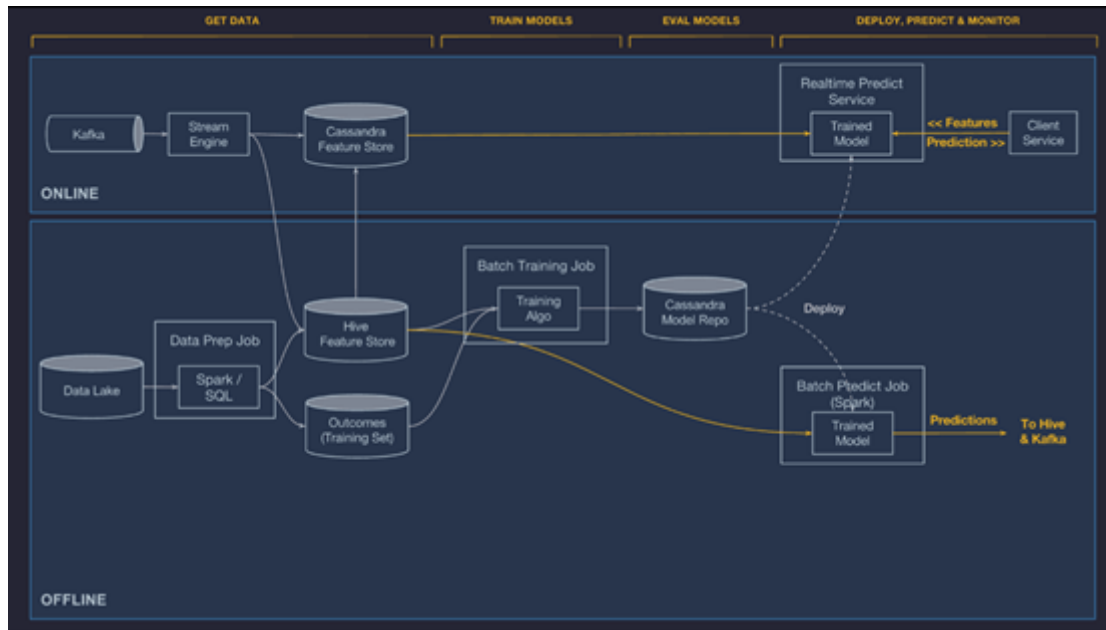 GET DATA
TRAIN MODELS
EVAL MODELS
DEPLOY, PREDICT & MONITOR
Kafka
Stream
Engine
Cassandra
Feature Store
Realtime Predict
Service
Trained
Model
<< Features
Prediction >>
Client
Service
ONLINE
Data Lake
Data Prep Job
Spark /
SQL
Hive
Feature Store
Outcomes
(Training Set)
Batch Training Job
Training
Algo
Cassandra
Model Repo
Deploy
Batch Predict Job
(Spark)
Trained
Model
Predictions
To Hive
& Kafka
OFFLINE